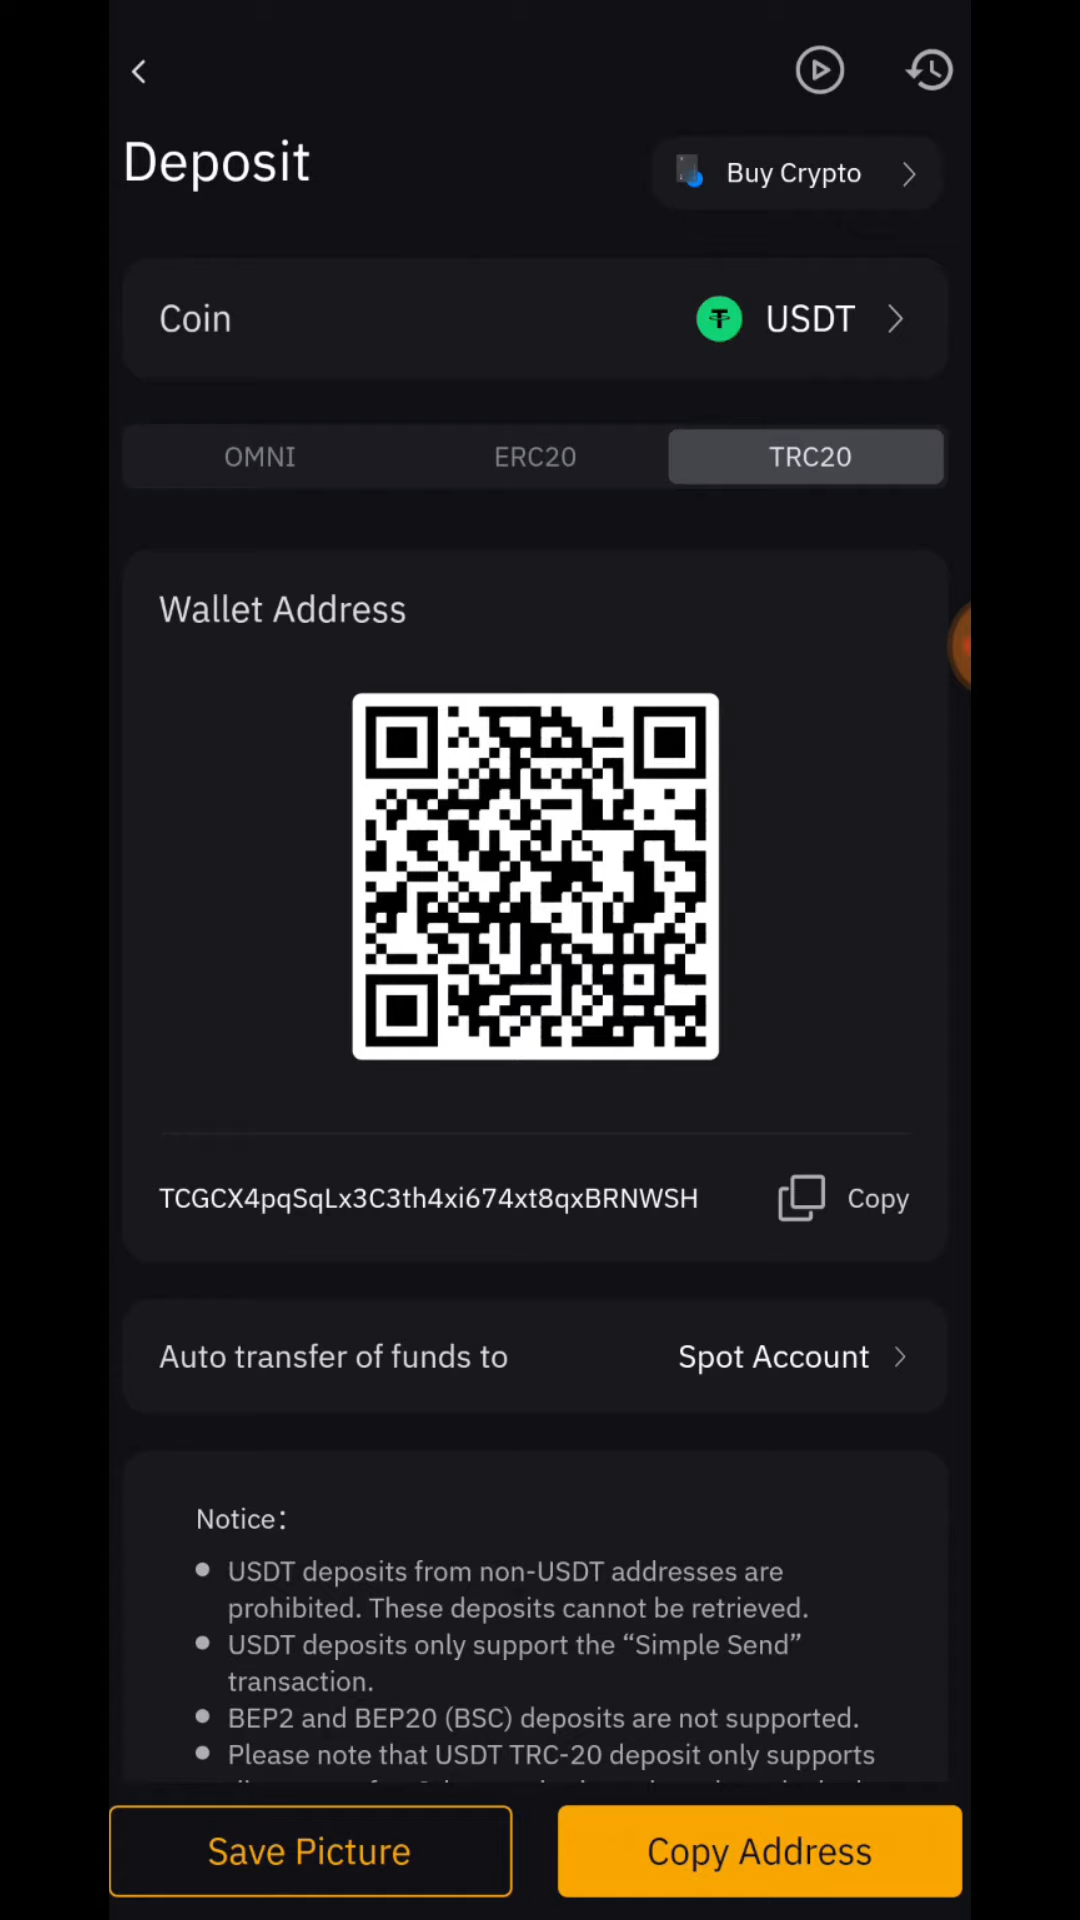 Deposit
Buy Crypto
Coin
USDT
OMNI
ERC20
TRC20
Wallet Address
TCGCX4pqSqLx3C3th4xi674xt8qxBRNWSH
Copy
Auto transfer of funds to
Spot Account
Notice:
USDT deposits from non-USDT addresses are
prohibited. These deposits cannot be retrieved.
USDT deposits only support the “Simple Send”
transaction.
BEP2 and BEP20 (BSC) deposits are not supported.
Please note that USDT TRC-20 deposit only supports
Save Picture
Copy Address